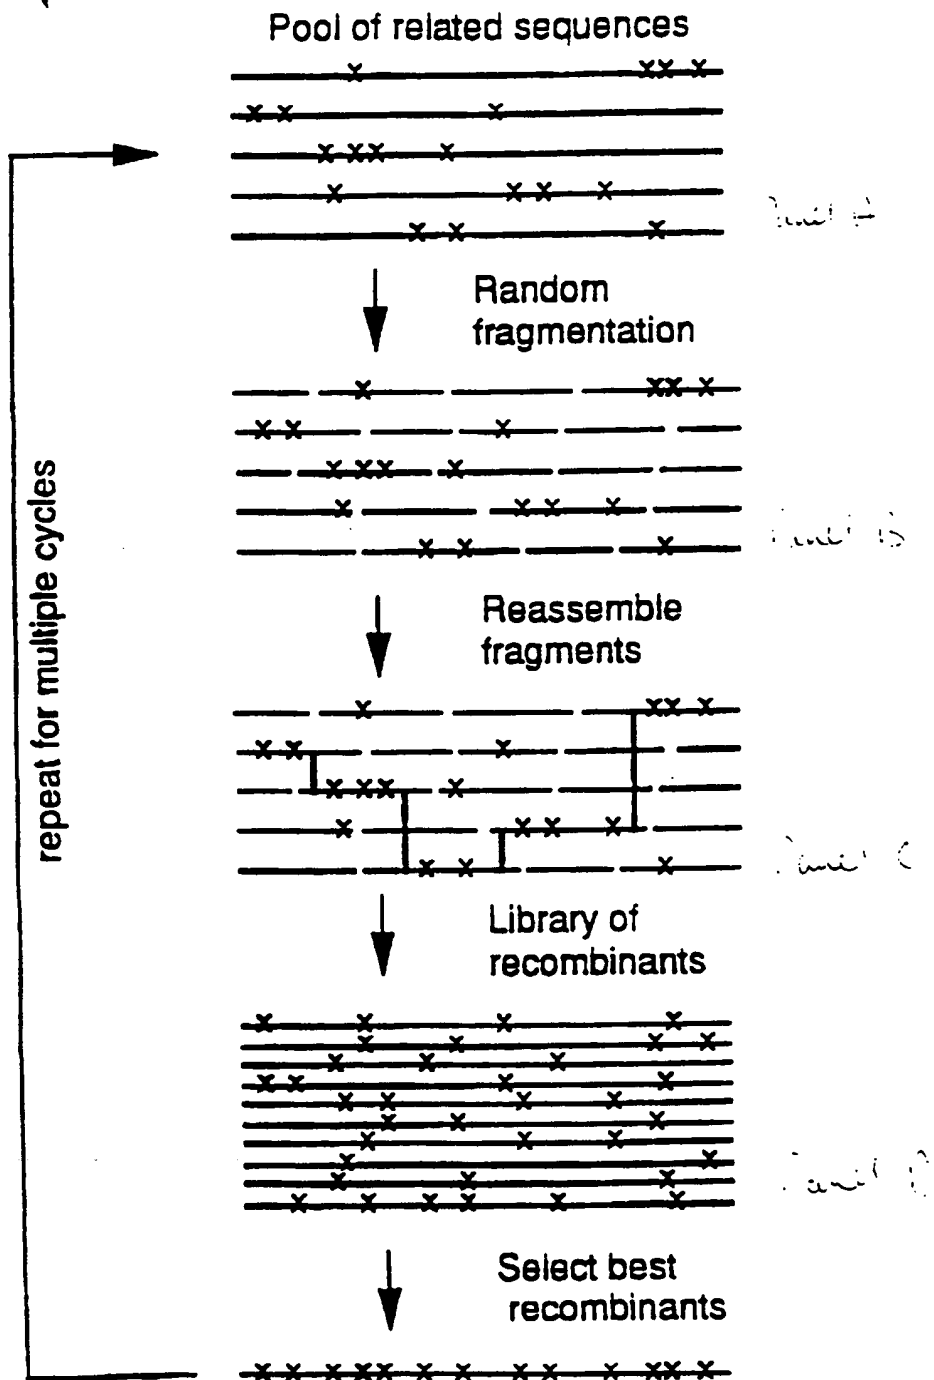 Pool of related sequences
Random
fragmentation
Reassemble
fragments
repeat for multiple cycles
Library of
recombinants
Select best
recombinants